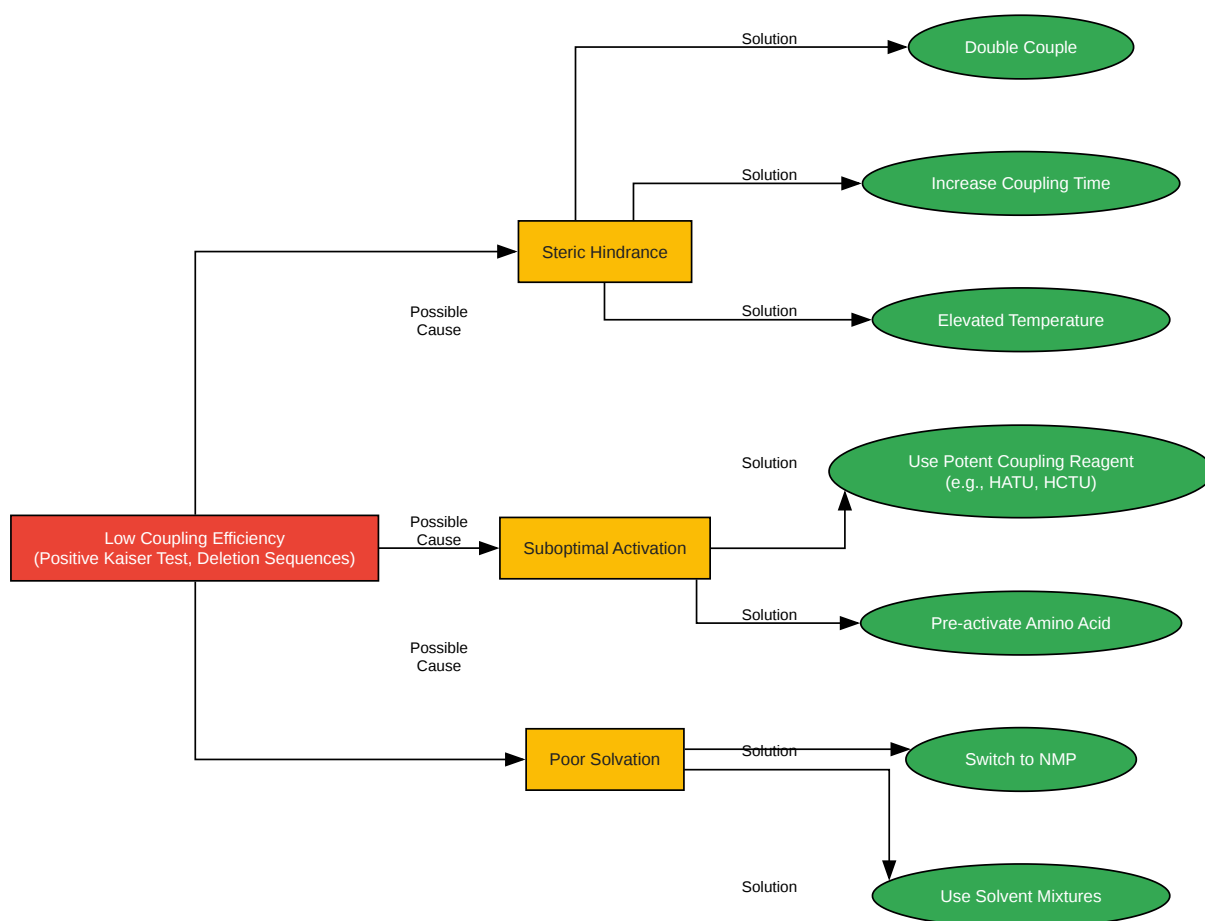 Solution
Double Couple
Solution
Increase Coupling Time
Steric Hindrance
Solution
Elevated Temperature
Possible
Cause
Solution
Use Potent Coupling Reagent
(e.g., HATU, HCTU)
Low Coupling Efficiency
(Positive Kaiser Test, Deletion Sequences)
Possible
Cause
Suboptimal Activation
Solution
Pre-activate Amino Acid
Possible
Cause
Poor Solvation
Solution
Switch to NMP
Solution
Use Solvent Mixtures